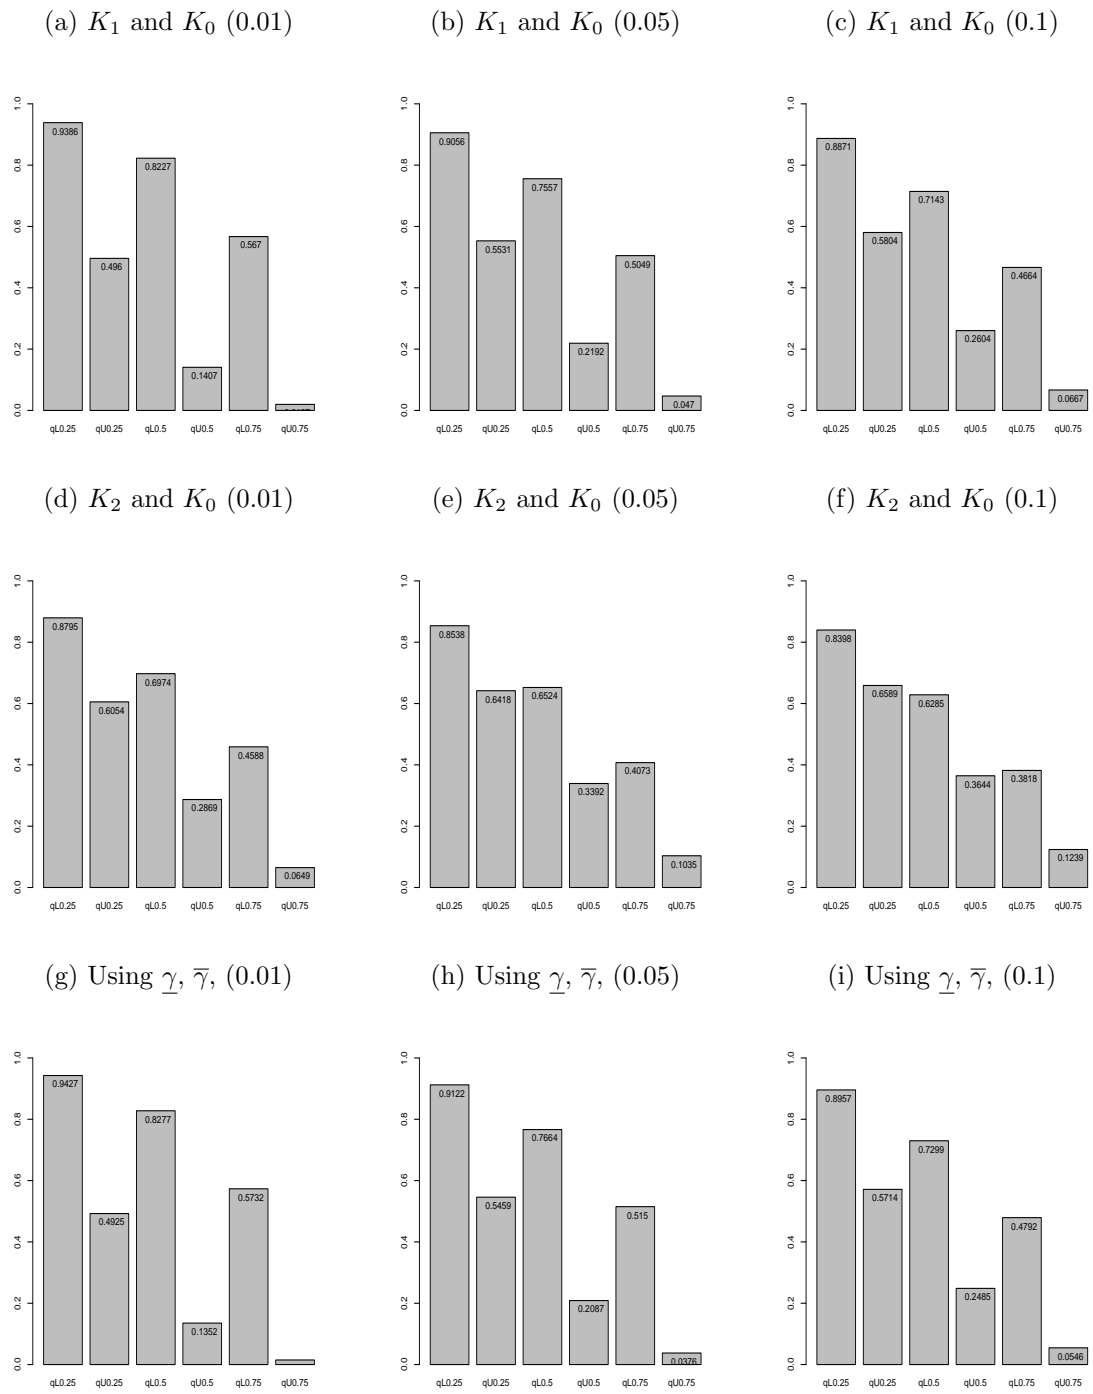 (a) K₁ and K₀ (0.01)
(b) K₁ and K₀ (0.05)
(c) K₁ and K₀ (0.1)
0.0 0.2 0.4 0.6 0.8 1.0
0.9386 0.496 0.8227 0.1407 0.567
qL0.25 qU0.25 qL0.5 qU0.5 qL0.75 qU0.75
0.0 0.2 0.4 0.6 0.8 1.0
0.9056 0.5531 0.7557 0.2192 0.5049 0.047
qL0.25 qU0.25 qL0.5 qU0.5 qL0.75 qU0.75
0.0 0.2 0.4 0.6 0.8 1.0
0.8871 0.5804 0.7143 0.2604 0.4664 0.0667
qL0.25 qU0.25 qL0.5 qU0.5 qL0.75 qU0.75
(d) K₂ and K₀ (0.01)
(e) K₂ and K₀ (0.05)
(f) K₂ and K₀ (0.1)
0.0 0.2 0.4 0.6 0.8 1.0
0.8795 0.6054 0.6974 0.2869 0.4588 0.0649
qL0.25 qU0.25 qL0.5 qU0.5 qL0.75 qU0.75
0.0 0.2 0.4 0.6 0.8 1.0
0.8538 0.6418 0.6524 0.3392 0.4073 0.1035
qL0.25 qU0.25 qL0.5 qU0.5 qL0.75 qU0.75
0.0 0.2 0.4 0.6 0.8 1.0
0.8398 0.6589 0.6285 0.3644 0.3818 0.1239
qL0.25 qU0.25 qL0.5 qU0.5 qL0.75 qU0.75
(g) Using γ̲, γ̅, (0.01)
(h) Using γ̲, γ̅, (0.05)
(i) Using γ̲, γ̅, (0.1)
0.0 0.2 0.4 0.6 0.8 1.0
0.9427 0.4925 0.8277 0.1352 0.5732
qL0.25 qU0.25 qL0.5 qU0.5 qL0.75 qU0.75
0.0 0.2 0.4 0.6 0.8 1.0
0.9122 0.5459 0.7664 0.2087 0.515 0.0376
qL0.25 qU0.25 qL0.5 qU0.5 qL0.75 qU0.75
0.0 0.2 0.4 0.6 0.8 1.0
0.8957 0.5714 0.7299 0.2485 0.4792 0.0546
qL0.25 qU0.25 qL0.5 qU0.5 qL0.75 qU0.75